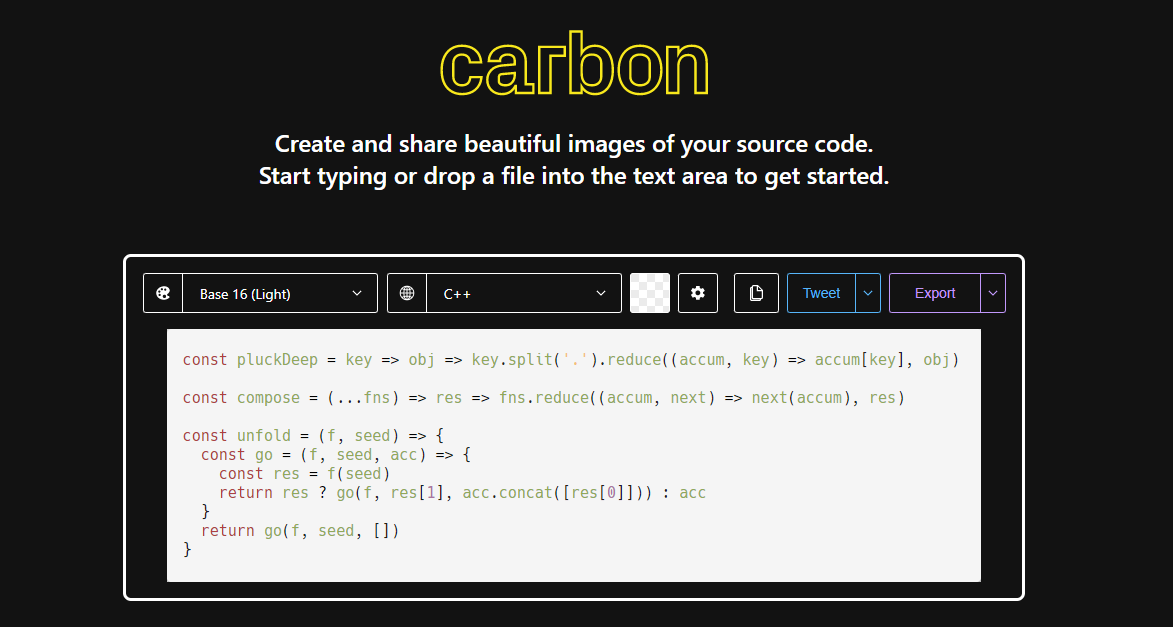 carbon
Create and share beautiful images of your source code.
Start typing or drop a file into the text area to get started.
Base 16 (Light)
C++
Tweet
Export
const pluckDeep = key => obj => key.split('.').reduce((accum, key) => accum[key], obj)
const compose = (...fns) => res => fns.reduce((accum, next) => next(accum), res)
const unfold = (f, seed) => {
  const go = (f, seed, acc) => {
    const res = f(seed)
    return res ? go(f, res[1], acc.concat([res[0]])) : acc
  }
  return go(f, seed, [])
}